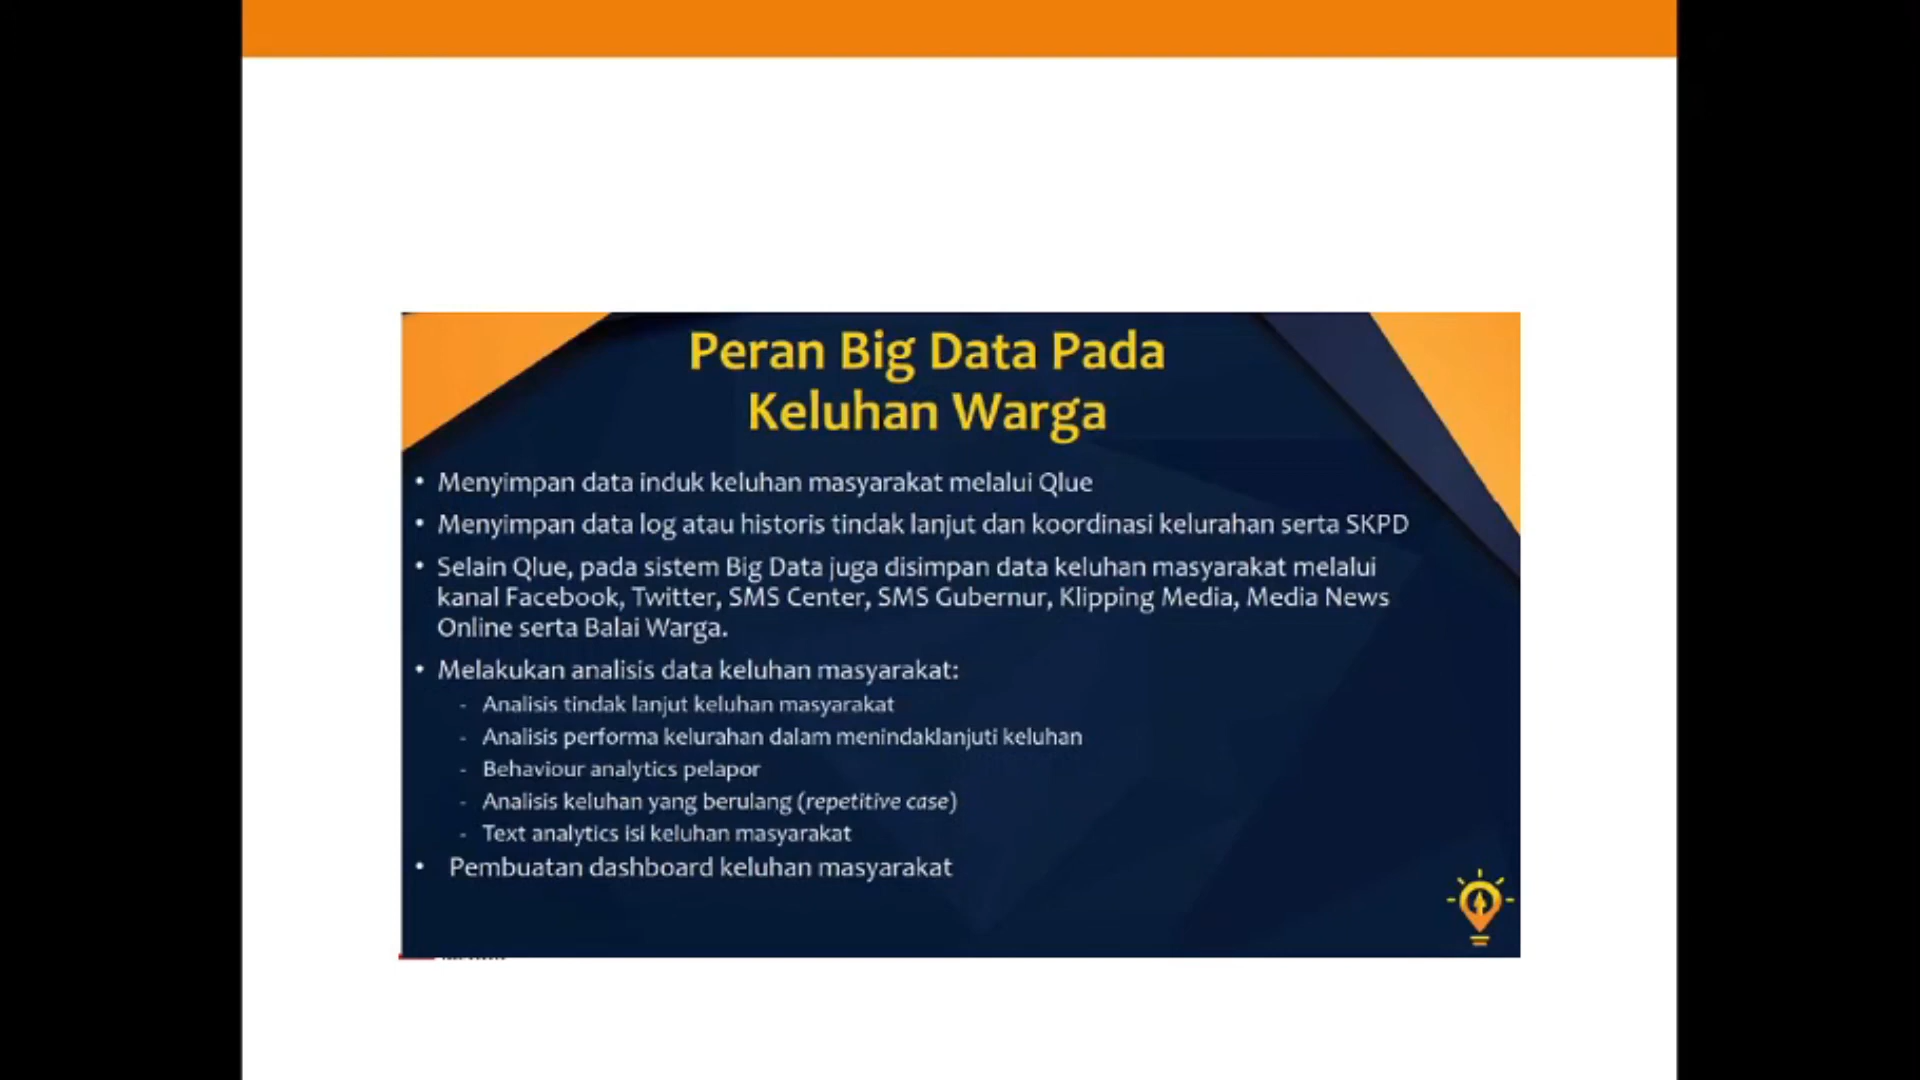 Peran Big Data Pada
Keluhan Warga
• Menyimpan data induk keluhan masyarakat melalui Qlue
• Menyimpan data log atau historis tindak lanjut dan koordinasi kelurahan serta SKPD
• Selain Qlue, pada sistem Big Data juga disimpan data keluhan masyarakat melalui
kanal Facebook, Twitter, SMS Center, SMS Gubernur, Klipping Media, Media News
Online serta Balai Warga.
• Melakukan analisis data keluhan masyarakat:
- Analisis tindak lanjut keluhan masyarakat
- Analisis performa kelurahan dalam menindaklanjuti keluhan
- Behaviour analytics pelapor
- Analisis keluhan yang berulang (repetitive case)
- Text analytics isi keluhan masyarakat
• Pembuatan dashboard keluhan masyarakat